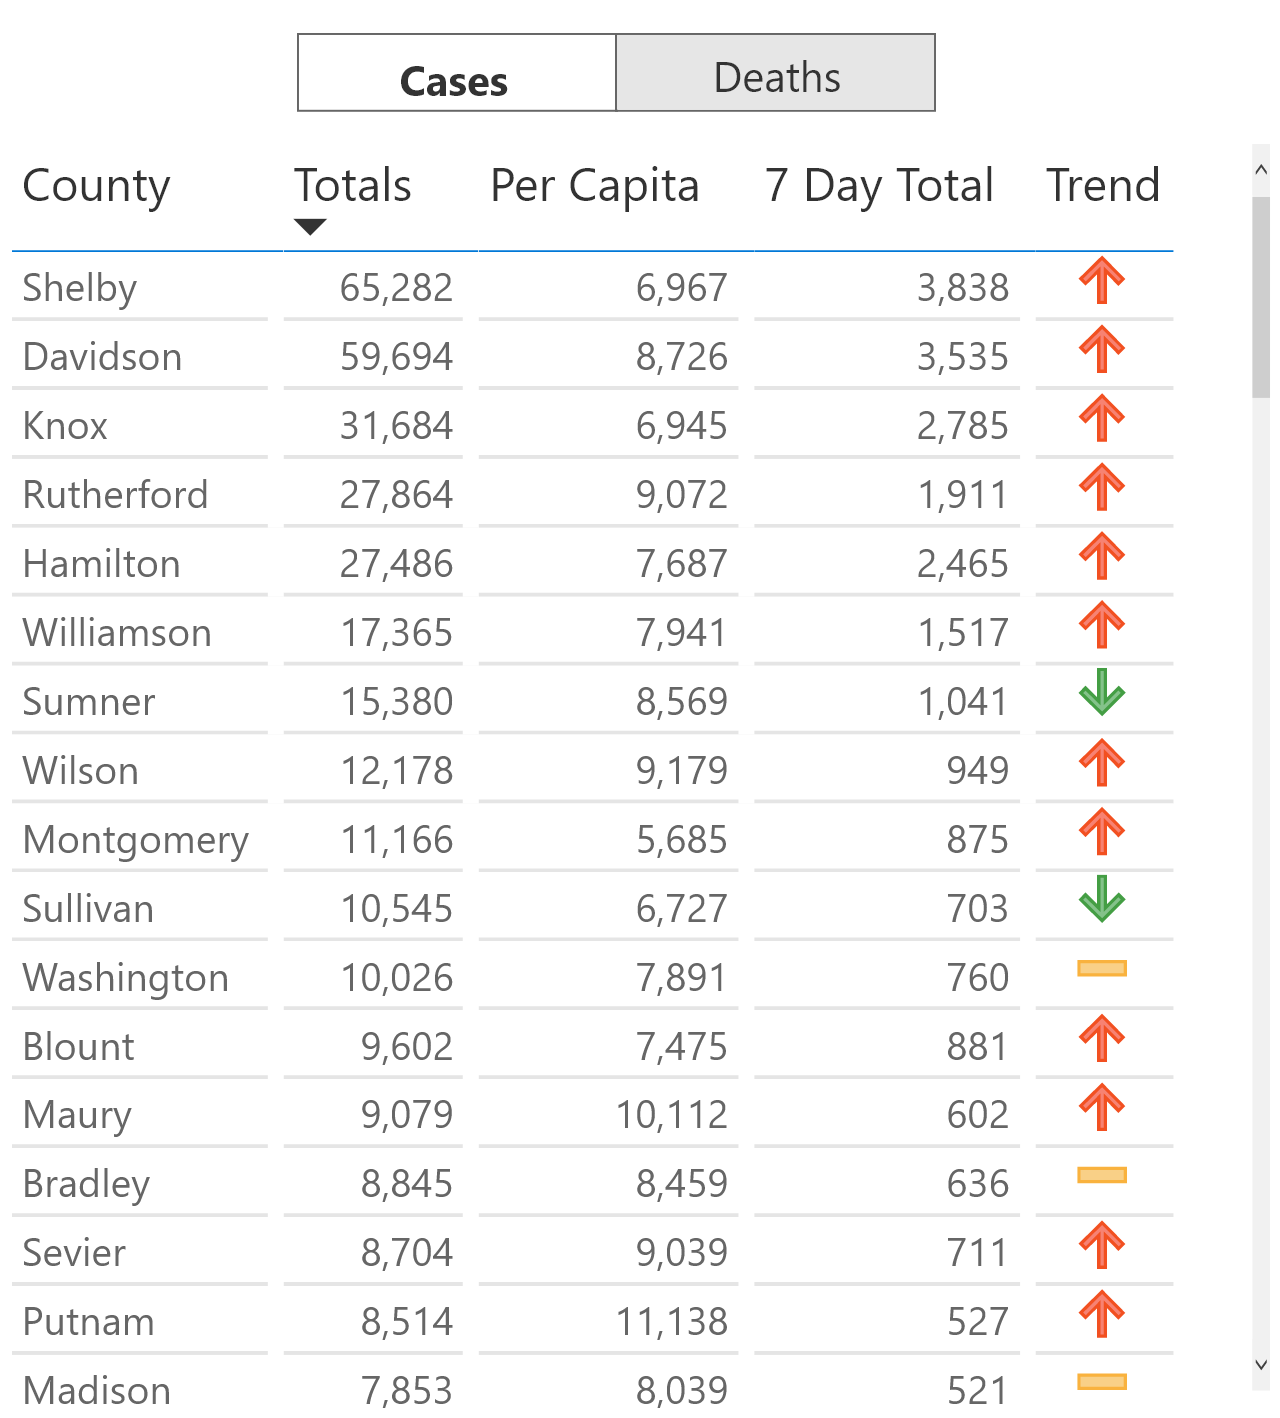 Cases Deaths
County Totals Per Capita 7 Day Total Trend
Shelby 65,282 6,967 3,838
Davidson 59,694 8,726 3,535
Knox 31,684 6,945 2,785
Rutherford 27,864 9,072 1,911
Hamilton 27,486 7,687 2,465
Williamson 17,365 7,941 1,517
Sumner 15,380 8,569 1,041
Wilson 12,178 9,179 949
Montgomery 11,166 5,685 875
Sullivan 10,545 6,727 703
Washington 10,026 7,891 760
Blount 9,602 7,475 881
Maury 9,079 10,112 602
Bradley 8,845 8,459 636
Sevier 8,704 9,039 711
Putnam 8,514 11,138 527
Madison 7,853 8,039 521